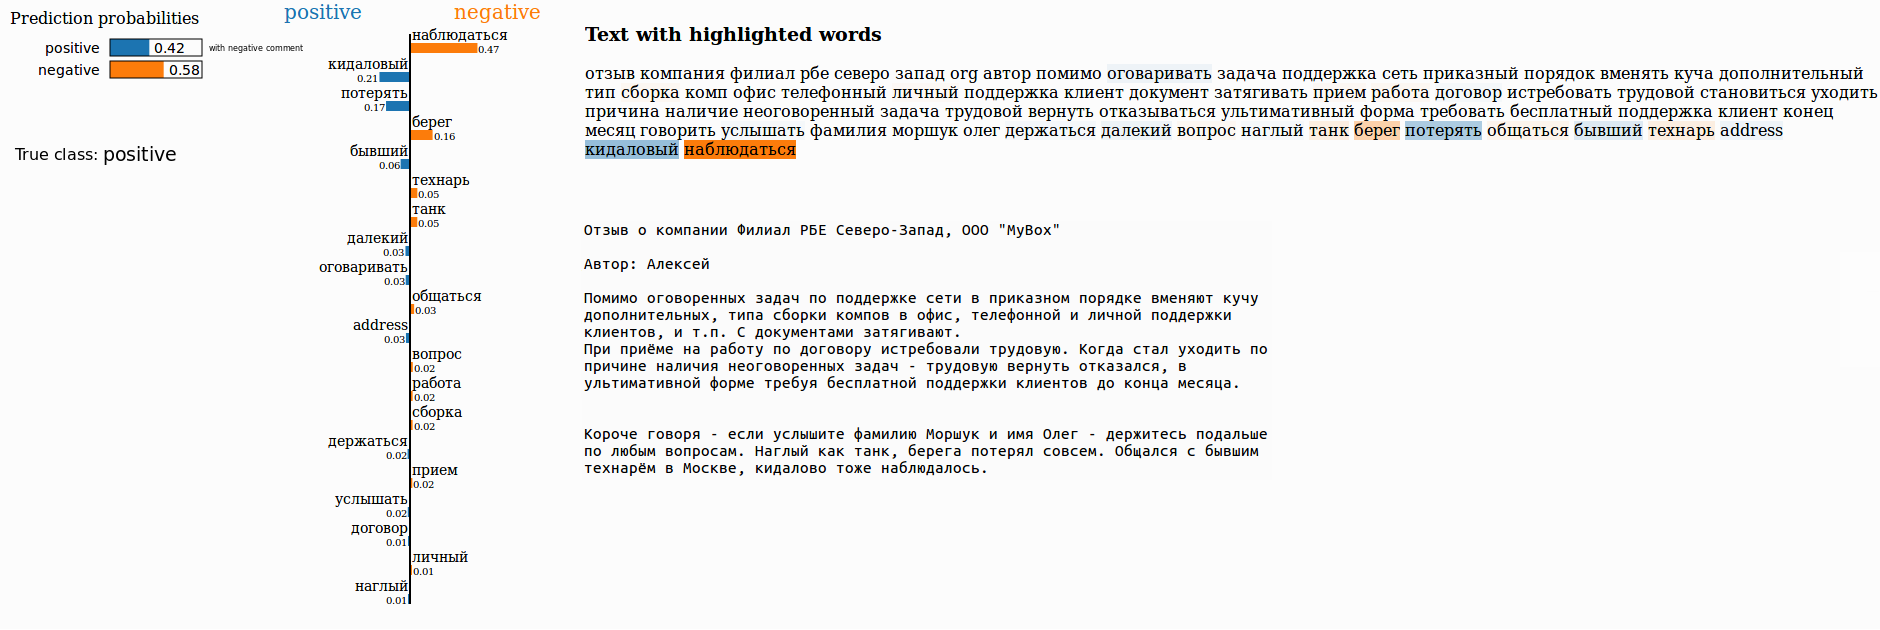 Prediction probabilities
positive 0.42 with negative comment
negative 0.58
True class: positive
positive negative
наблюдаться
0.47
кидаловый
0.21
потерять
0.17
берег
0.16
бывший
0.06
технарь
0.05
танк
0.05
далекий
0.03
оговаривать
0.03
общаться
0.03
address
0.03
вопрос
0.02
работа
0.02
сборка
0.02
держаться
0.02
прием
0.02
услышать
0.02
договор
0.01
личный
0.01
наглый
0.01
Text with highlighted words
отзыв компания филиал рбе северо запад org автор помимо оговаривать задача поддержка сеть приказный порядок вменять куча дополнительный
тип сборка комп офис телефонный личный поддержка клиент документ затягивать прием работа договор истребовать трудовой становиться уходить
причина наличие неоговоренный задача трудовой вернуть отказываться ультимативный форма требовать бесплатный поддержка клиент конец
месяц говорить услышать фамилия моршук олег держаться далекий вопрос наглый танк берег потерять общаться бывший технарь address
кидаловый наблюдаться
Отзыв о компании Филиал РБЕ Северо-Запад, ООО "MyBox"
Автор: Алексей
Помимо оговоренных задач по поддержке сети в приказном порядке вменяют кучу
дополнительных, типа сборки компов в офис, телефонной и личной поддержки
клиентов, и т.п. С документами затягивают.
При приёме на работу по договору истребовали трудовую. Когда стал уходить по
причине наличия неоговоренных задач - трудовую вернуть отказался, в
ультимативной форме требуя бесплатной поддержки клиентов до конца месяца.
Короче говоря - если услышите фамилию Моршук и имя Олег - держитесь подальше
по любым вопросам. Наглый как танк, берега потерял совсем. Общался с бывшим
технарём в Москве, кидалово тоже наблюдалось.